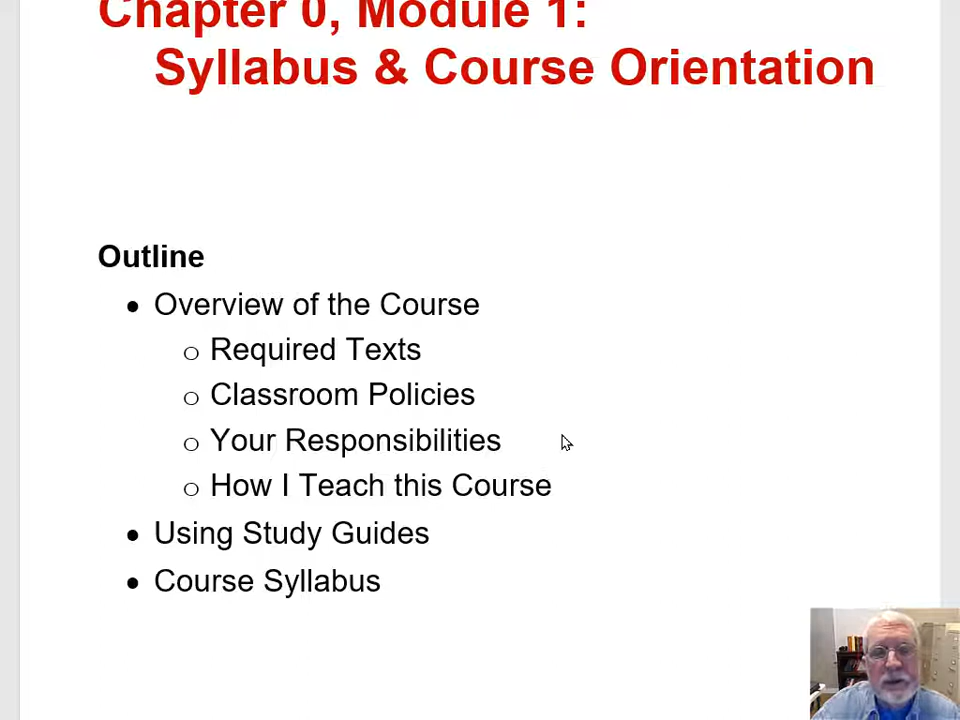 Chapter 0, Module 1:
Syllabus & Course Orientation
Outline
• Overview of the Course
o Required Texts
o Classroom Policies
o Your Responsibilities
o How I Teach this Course
• Using Study Guides
• Course Syllabus